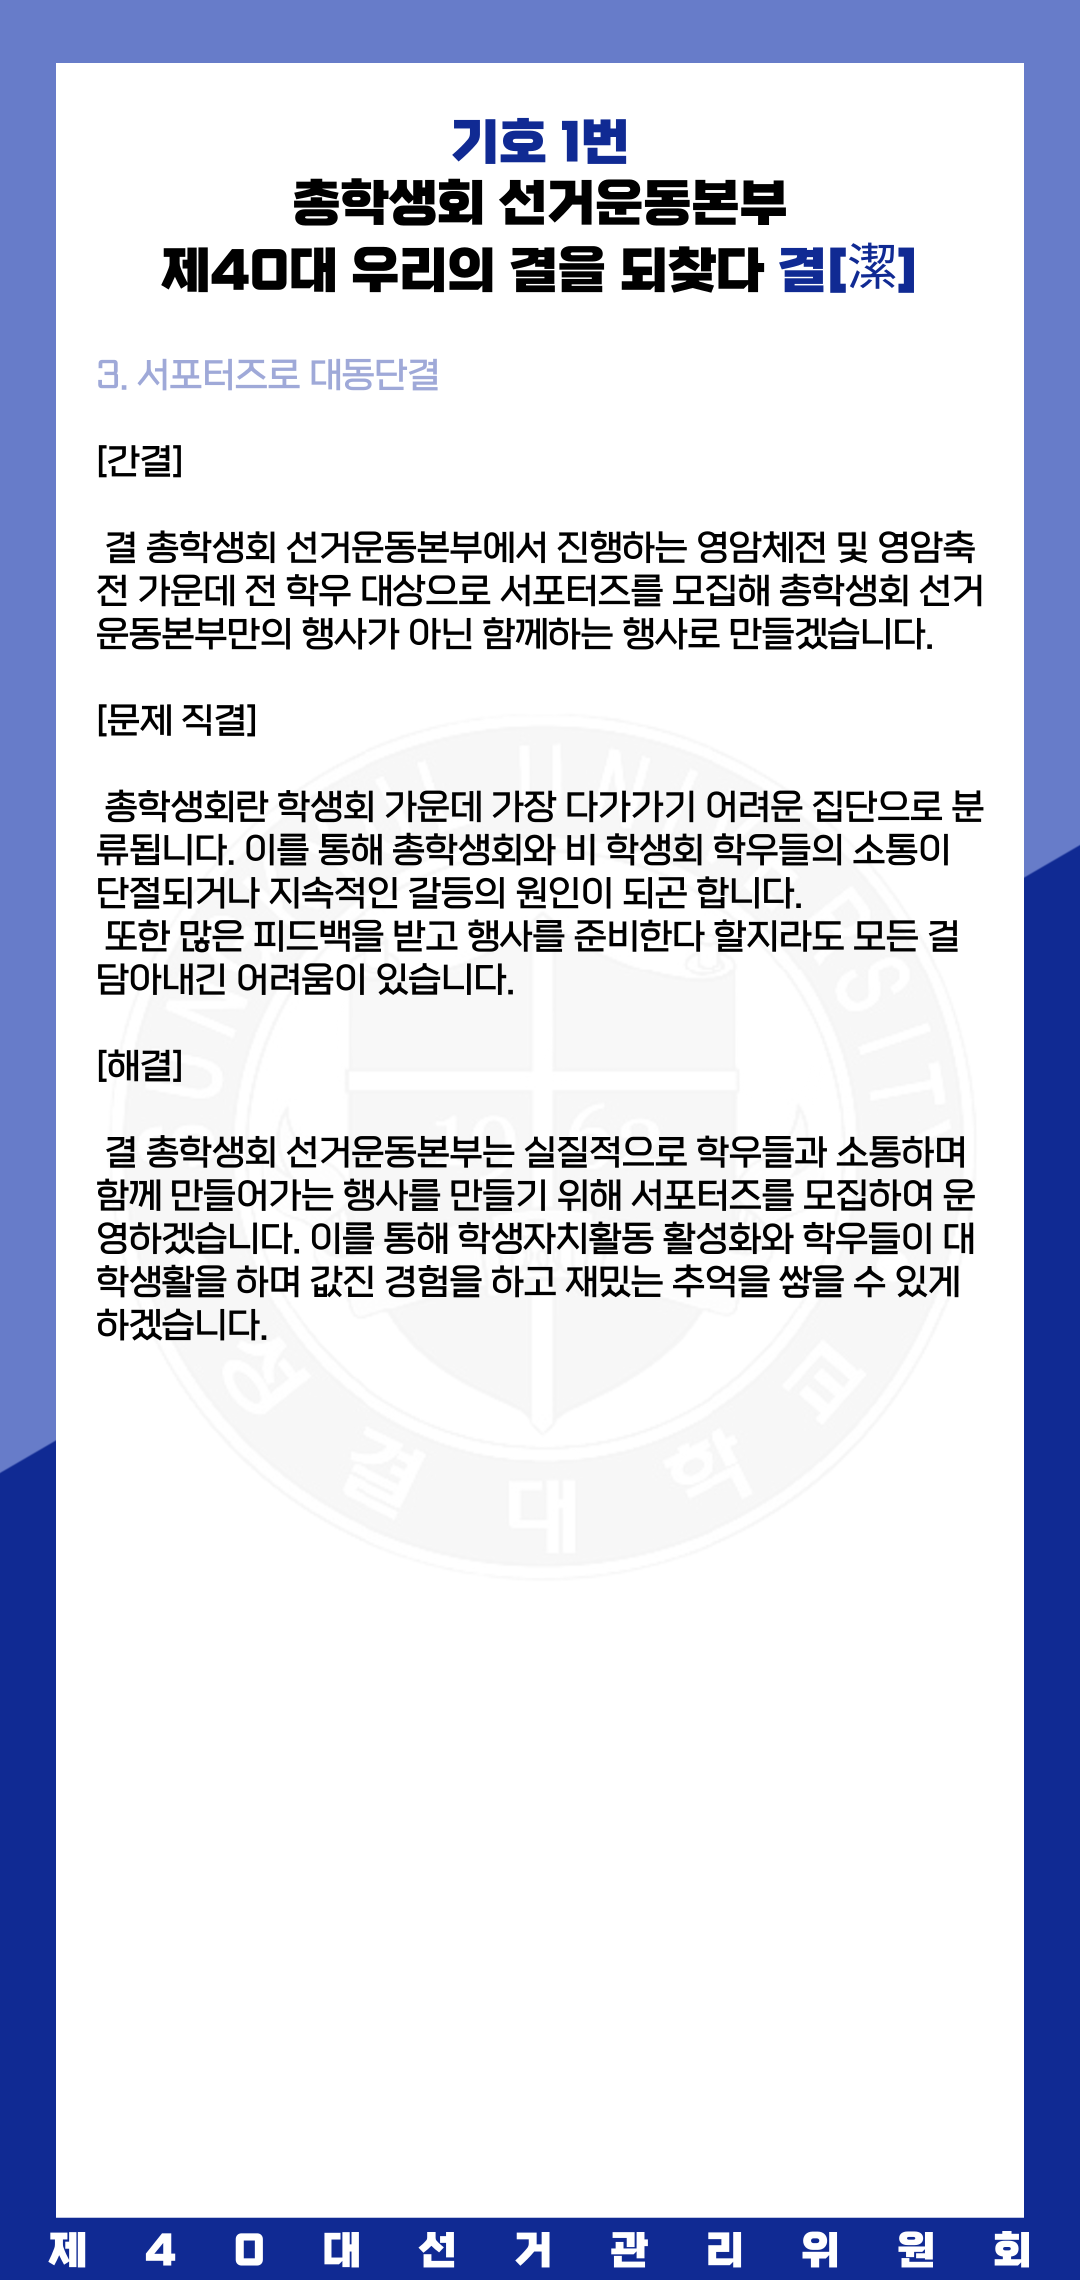 기호 1번
총학생회 선거운동본부
제40대 우리의 결을 되찾다 결[潔]
3. 서포터즈로 대동단결
[간결]
결 총학생회 선거운동본부에서 진행하는 영암체전 및 영암축
전 가운데 전 학우 대상으로 서포터즈를 모집해 총학생회 선거
운동본부만의 행사가 아닌 함께하는 행사로 만들겠습니다.
[문제 직결]
총학생회란 학생회 가운데 가장 다가가기 어려운 집단으로 분
류됩니다. 이를 통해 총학생회와 비 학생회 학우들의 소통이
단절되거나 지속적인 갈등의 원인이 되곤 합니다.
또한 많은 피드백을 받고 행사를 준비한다 할지라도 모든 걸
담아내긴 어려움이 있습니다.
[해결]
결 총학생회 선거운동본부는 실질적으로 학우들과 소통하며
함께 만들어가는 행사를 만들기 위해 서포터즈를 모집하여 운
영하겠습니다. 이를 통해 학생자치활동 활성화와 학우들이 대
학생활을 하며 값진 경험을 하고 재밌는 추억을 쌓을 수 있게
하겠습니다.
성결대학교
제40대선거관리위원회